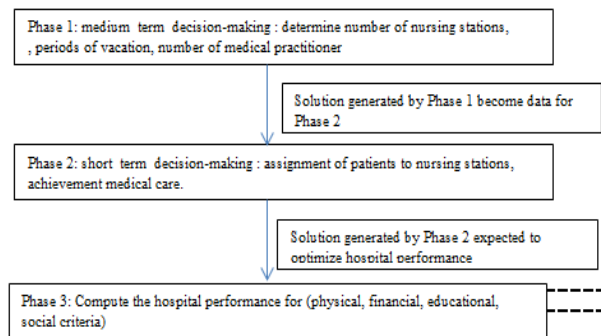 Phase 1: medium term decision-making : determine number of nursing stations,
, periods of vacation, number of medical practitioner
Solution generated by Phase 1 become data for
Phase 2
Phase 2: short term decision-making : assignment of patients to nursing stations,
achievement medical care.
Solution generated by Phase 2 expected to
optimize hospital performance
Phase 3: Compute the hospital performance for (physical, financial, educational,
social criteria)